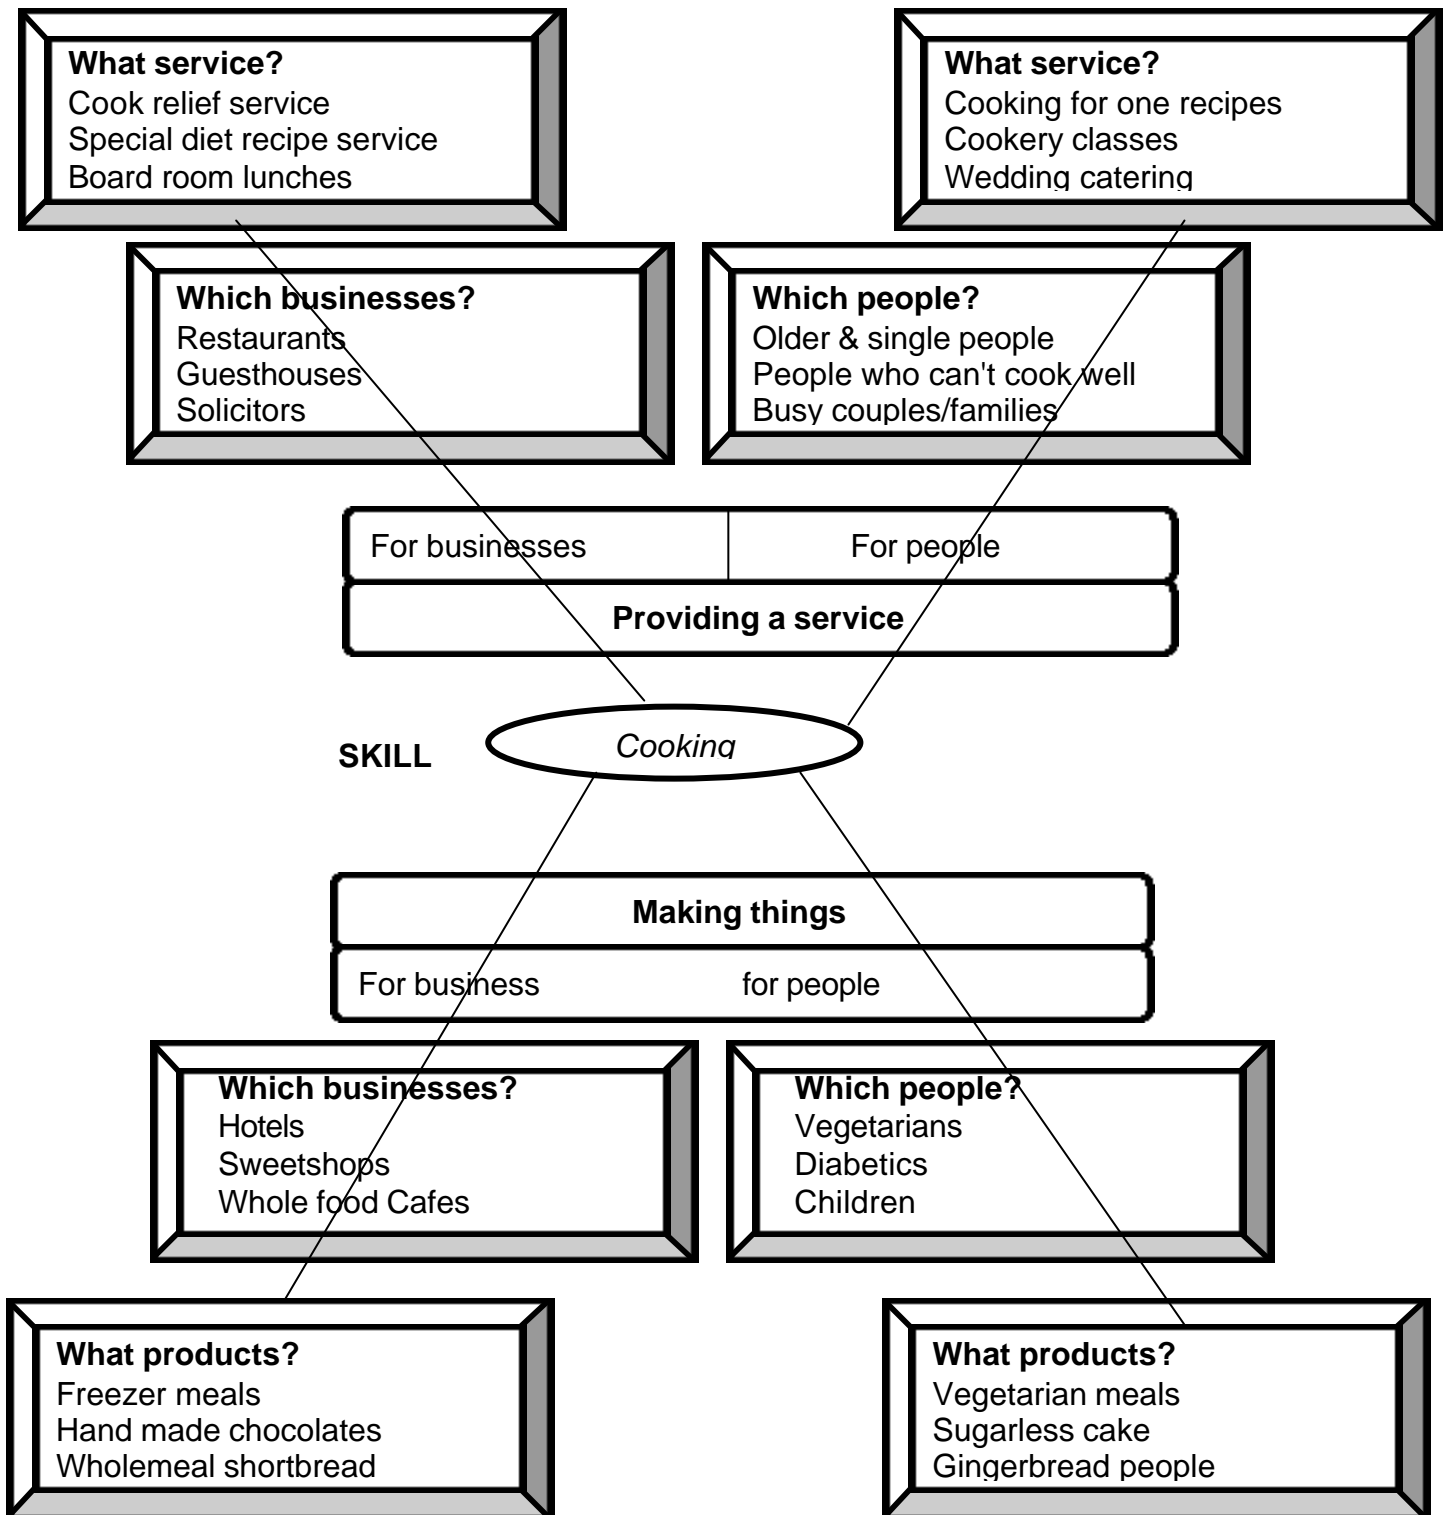 What service?
Cook relief service
Special diet recipe service
Board room lunches
What service?
Cooking for one recipes
Cookery classes
Wedding catering
Which businesses?
Restaurants
Guesthouses
Solicitors
Which people?
Older & single people
People who can't cook well
Busy couples/families
For businesses
For people
Providing a service
SKILL
Cooking
Making things
For business
for people
Which businesses?
Hotels
Sweetshops
Whole food Cafes
Which people?
Vegetarians
Diabetics
Children
What products?
Freezer meals
Hand made chocolates
Wholemeal shortbread
What products?
Vegetarian meals
Sugarless cake
Gingerbread people